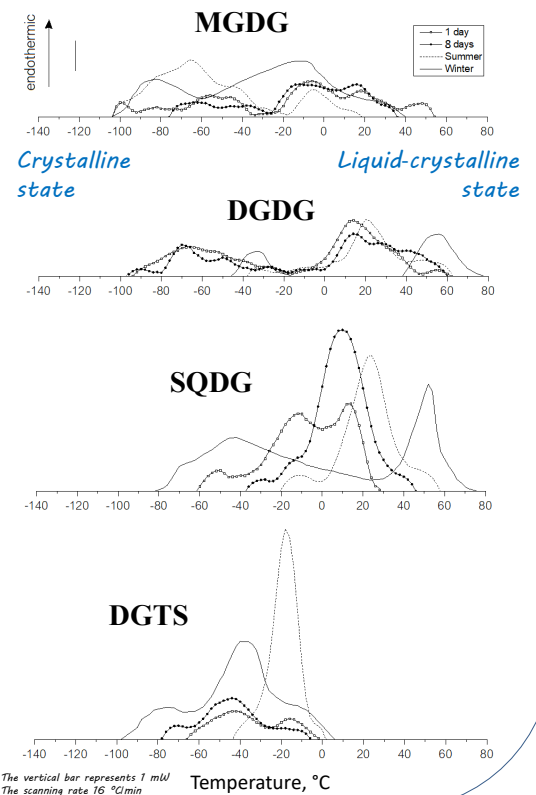 MGDG
endothermic
1 day
8 days
Summer
Winter
-140 -120 -100 -80 -60 -40 -20 0 20 40 60 80
Crystalline
state
Liquid-crystalline
state
DGDG
-140 -120 -100 -80 -60 -40 -20 0 20 40 60 80
SQDG
-140 -120 -100 -80 -60 -40 -20 0 20 40 60 80
DGTS
-140 -120 -100 -80 -60 -40 -20 0 20 40 60 80
The vertical bar represents 1 mW
The scanning rate 16 °C/min
Temperature, °C